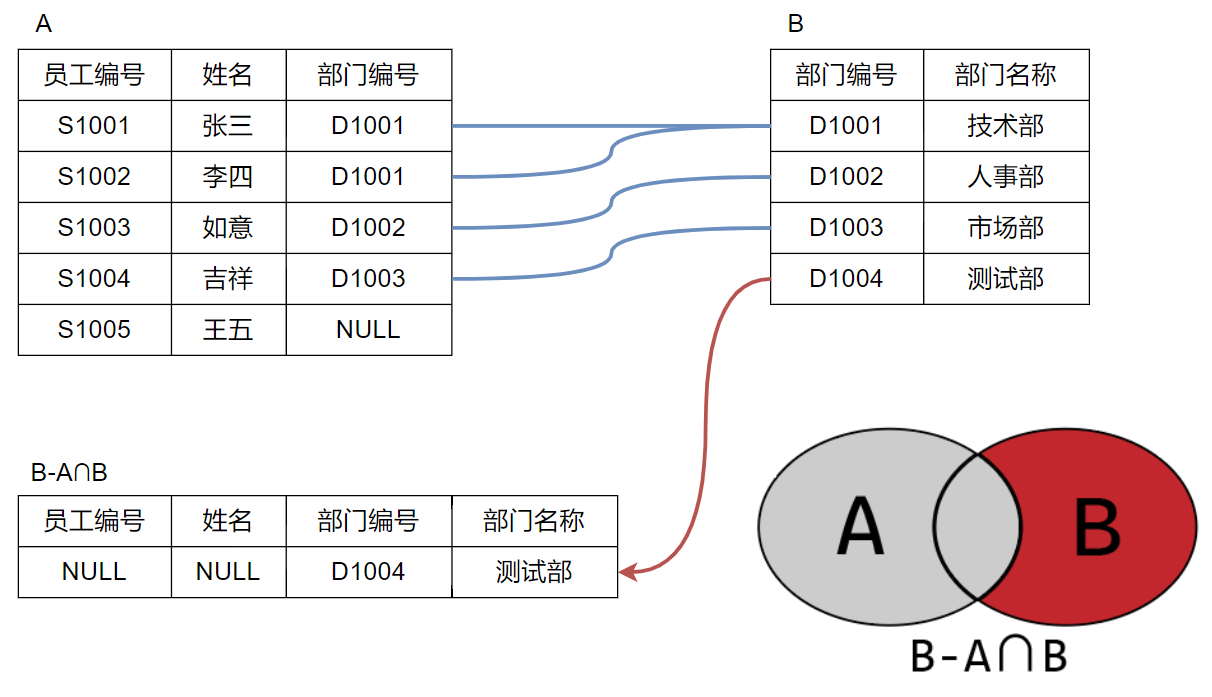 A
员工编号 姓名 部门编号
S1001 张三 D1001
S1002 李四 D1001
S1003 如意 D1002
S1004 吉祥 D1003
S1005 王五 NULL
B
部门编号 部门名称
D1001 技术部
D1002 人事部
D1003 市场部
D1004 测试部
B-A∩B
员工编号 姓名 部门编号 部门名称
NULL NULL D1004 测试部
A B
B-A∩B